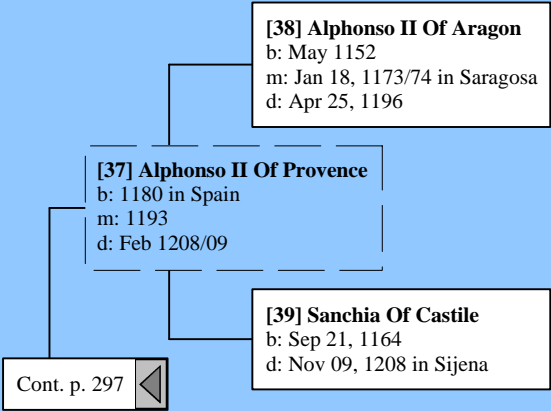 [38] Alphonso II Of Aragon
b: May 1152
m: Jan 18, 1173/74 in Saragosa
d: Apr 25, 1196
[37] Alphonso II Of Provence
b: 1180 in Spain
m: 1193
d: Feb 1208/09
[39] Sanchia Of Castile
b: Sep 21, 1164
d: Nov 09, 1208 in Sijena
Cont. p. 297